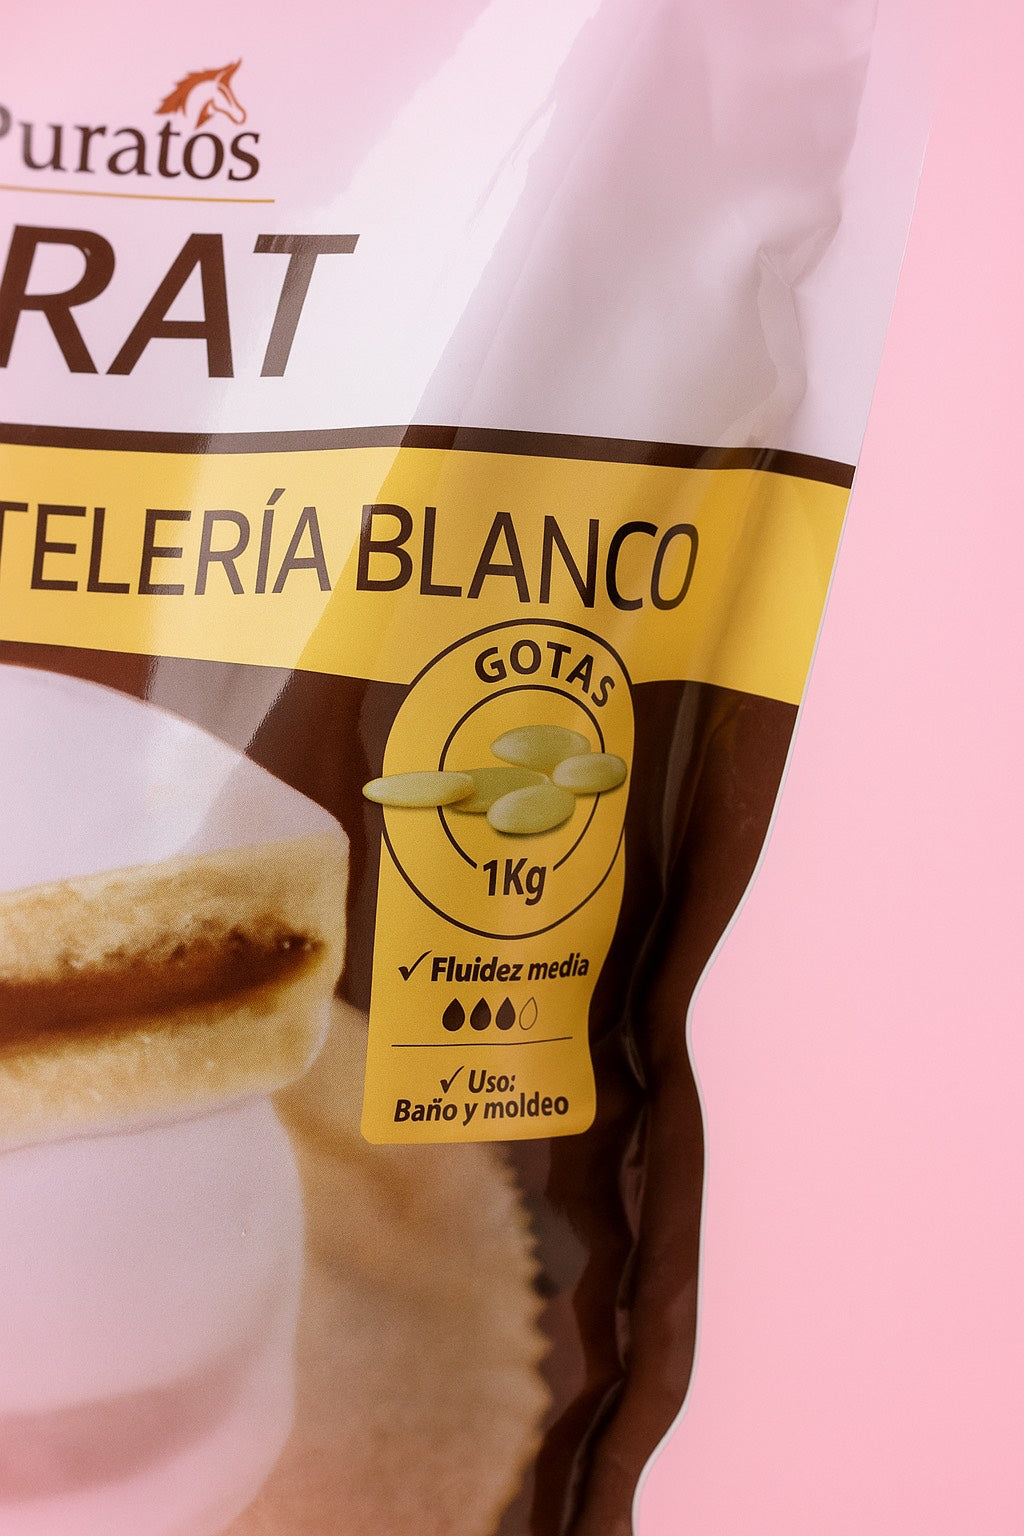 Puratos
RAT
TELERÍA BLANCO
GOTAS
1Kg
✓ Fluidez media
✓ Uso:
Baño y moldeo